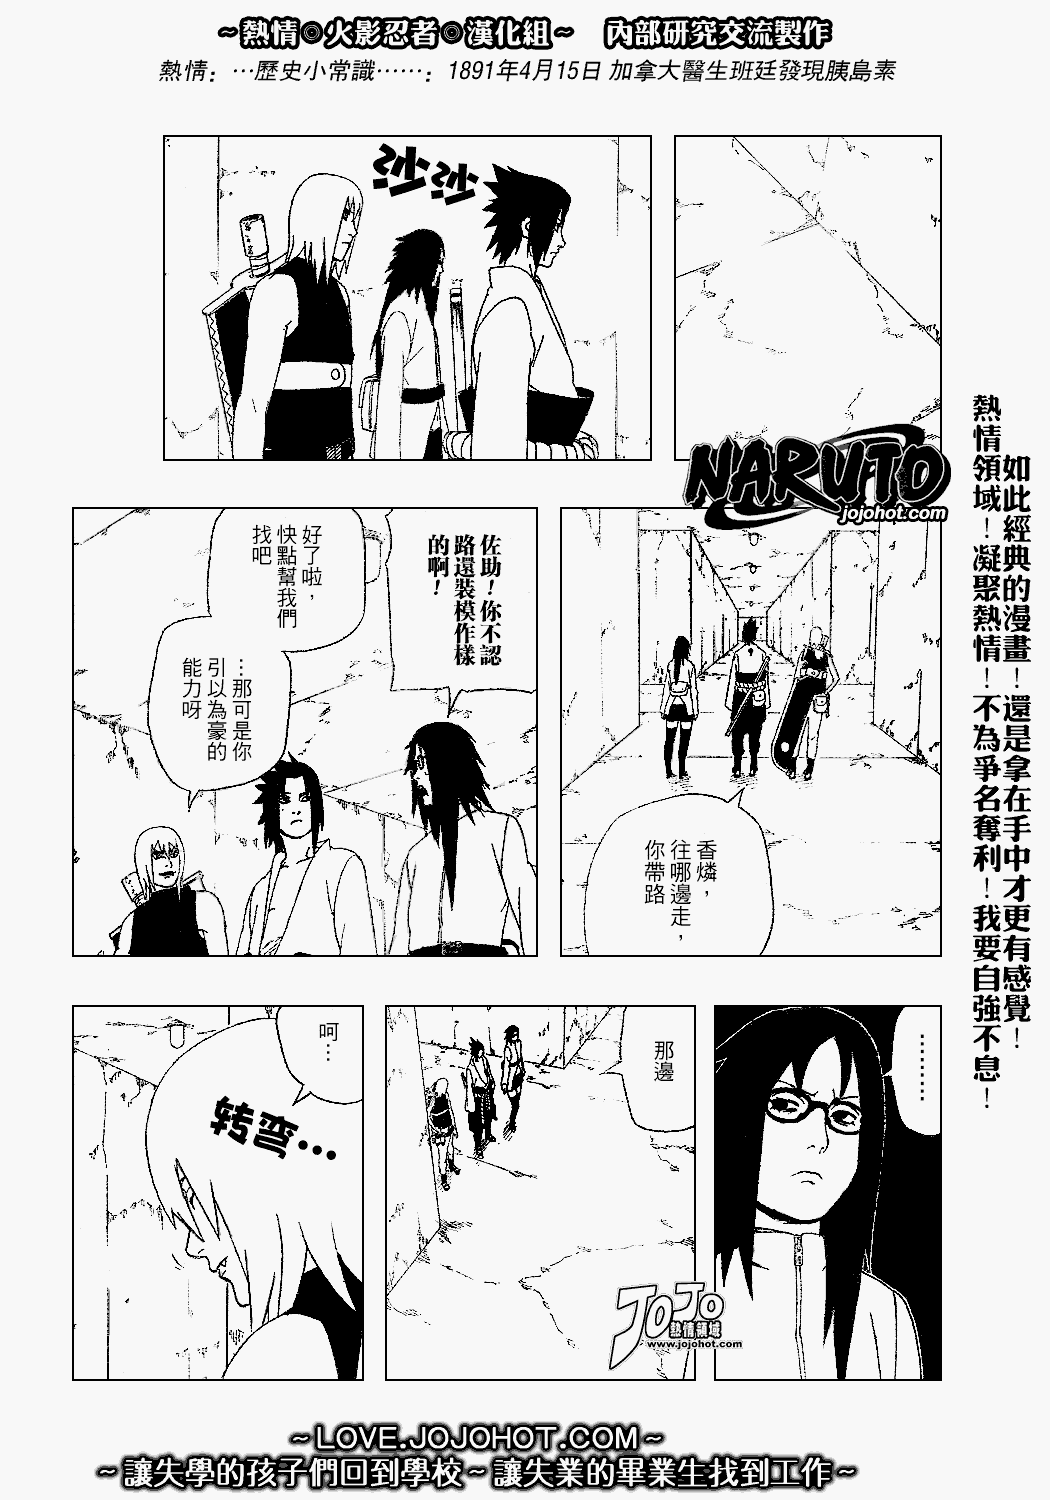 ~熱情◎火影忍者◎漢化組~ 內部研究交流製作
熱情：…歷史小常識……：1891年4月15日 加拿大醫生班廷發現胰島素
沙沙
NARUTO
jojohot.com
如此經典的漫畫！還是拿在手中才更有感覺！
熱情領域！凝聚熱情！不為爭名奪利！我要自強不息！
香燐，
往哪邊走，
你帶路
佐助！你不認
路還裝模作樣
的啊！
好了啦，
快點幫我們
找吧
…那可是你
引以為豪的
能力呀
………
那邊
呵…
转弯…
JOJO
熱情領域
www.jojohot.com
~LOVE.JOJOHOT.COM~
~讓失學的孩子們回到學校~讓失業的畢業生找到工作~